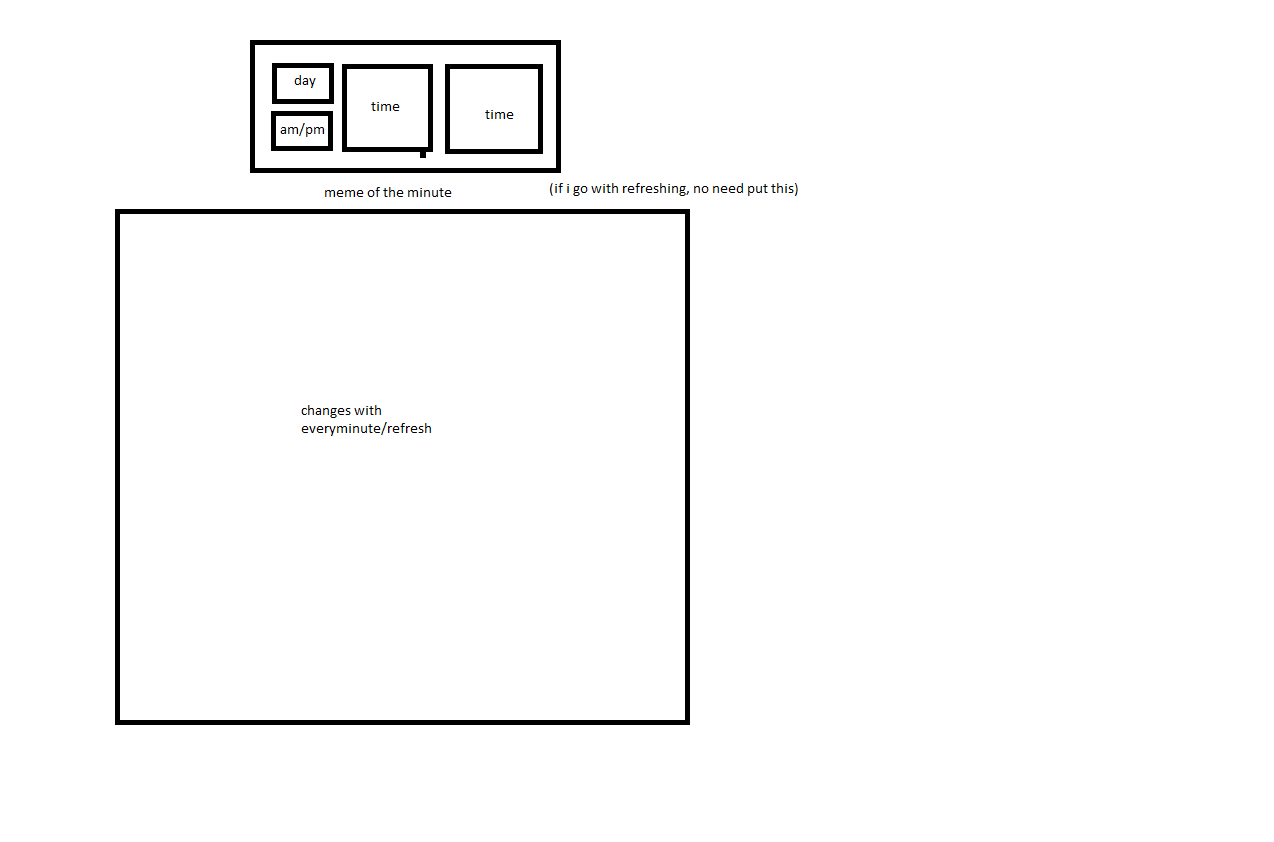 day
time
time
am/pm
meme of the minute
(if i go with refreshing, no need put this)
changes with
everyminute/refresh